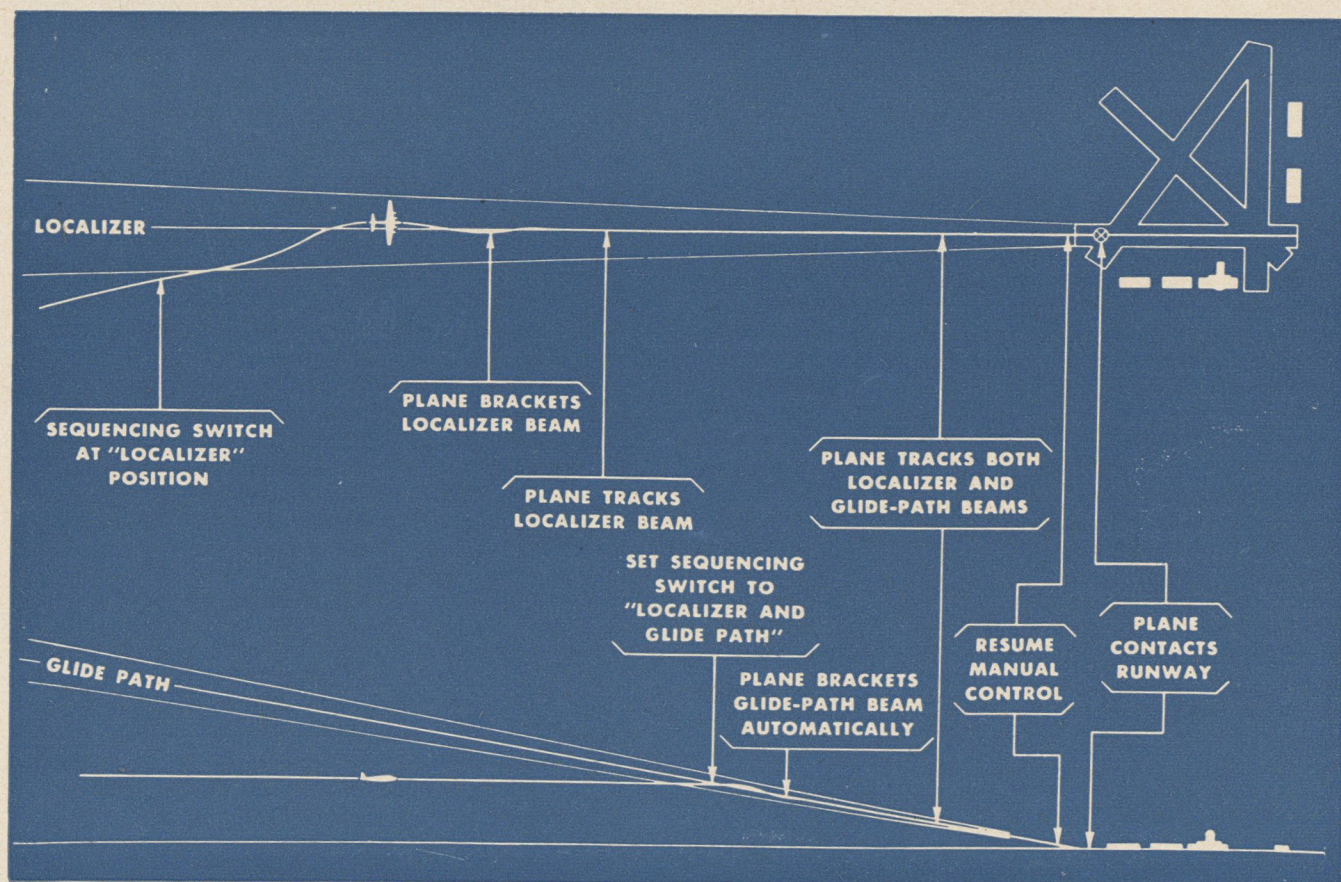 LOCALIZER
SEQUENCING SWITCH
AT "LOCALIZER"
POSITION
PLANE BRACKETS
LOCALIZER BEAM
PLANE TRACKS
LOCALIZER BEAM
PLANE TRACKS BOTH
LOCALIZER AND
GLIDE-PATH BEAMS
SET SEQUENCING
SWITCH TO
"LOCALIZER AND
GLIDE PATH"
PLANE BRACKETS
GLIDE-PATH BEAM
AUTOMATICALLY
RESUME
MANUAL
CONTROL
PLANE
CONTACTS
RUNWAY
GLIDE PATH